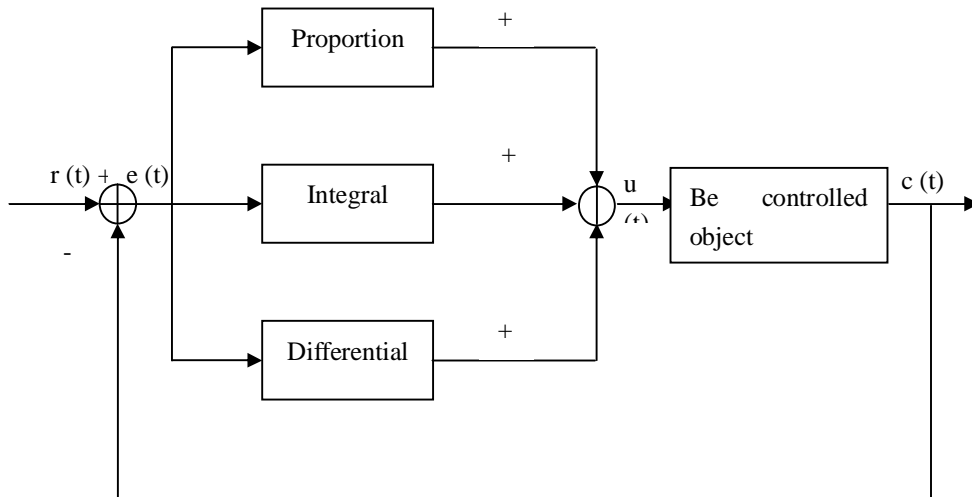 +
Proportion
r (t) + e (t)
+
Integral
u
(t)
Be controlled
object
c (t)
-
+
Differential